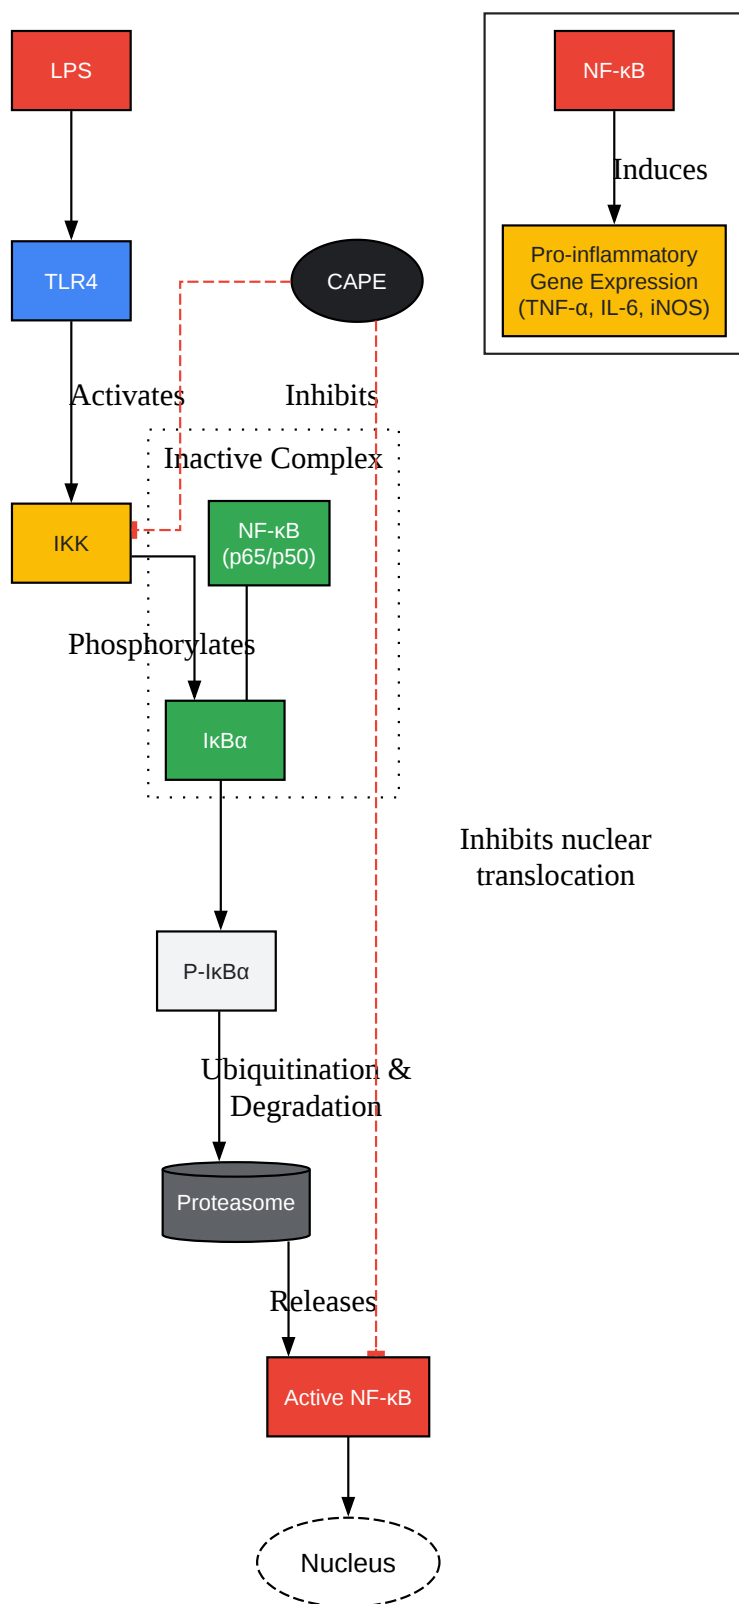 LPS
NF-κB
Induces
TLR4
CAPE
Pro-inflammatory
Gene Expression
(TNF-α, IL-6, iNOS)
Activates
Inhibits
Inactive Complex
IKK
NF-κB
(p65/p50)
Phosphorylates
IκBα
Inhibits nuclear
translocation
P-IκBα
Ubiquitination &
Degradation
Proteasome
Releases
Active NF-κB
Nucleus